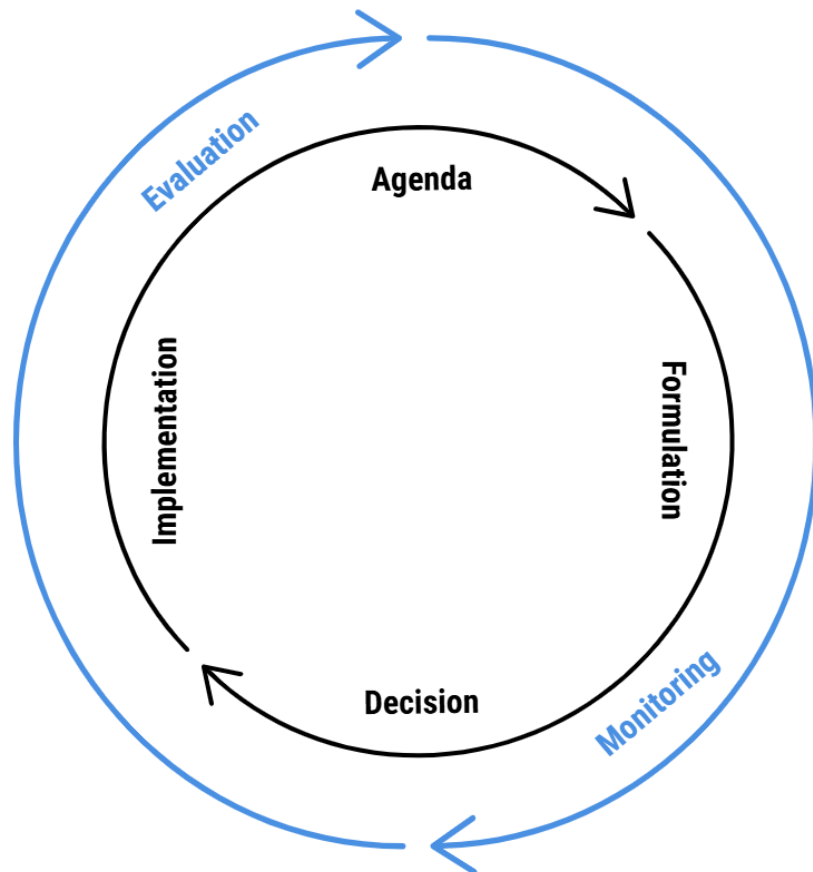 Evaluation
Agenda
Implementation
Formulation
Decision
Monitoring